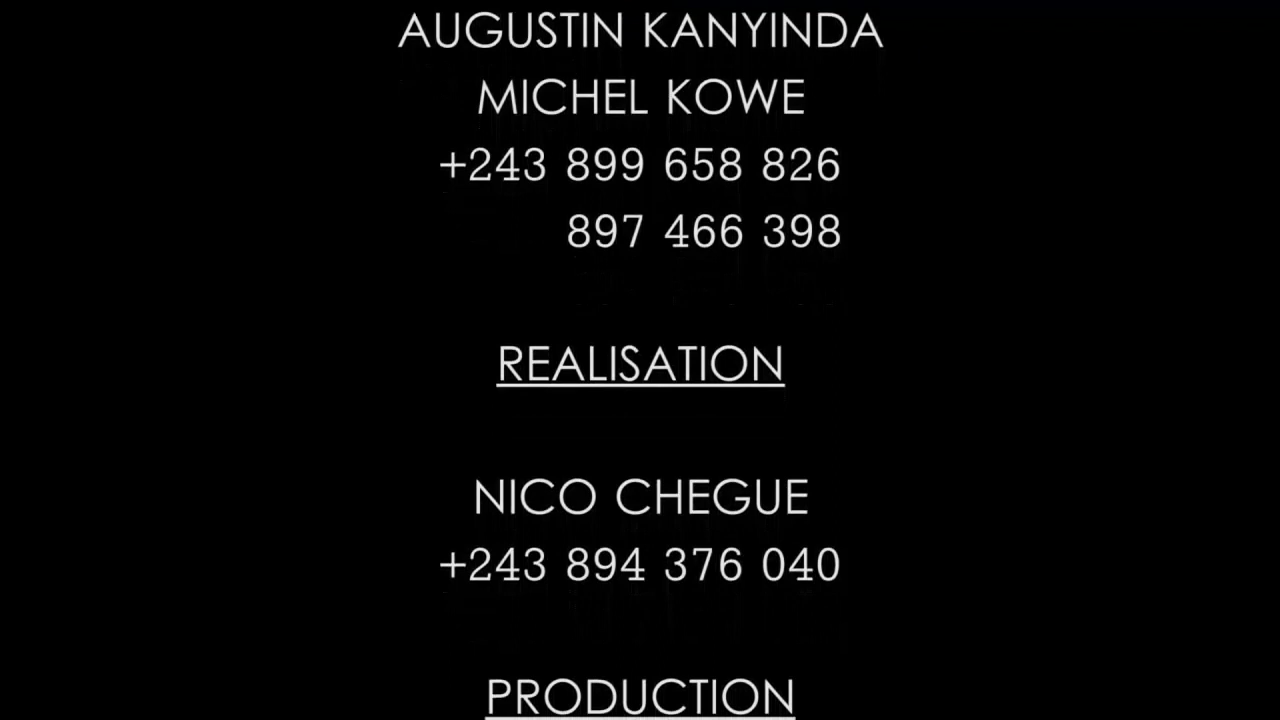 AUGUSTIN KANYINDA
MICHEL KOWE
+243 899 658 826
897 466 398
REALISATION
NICO CHEGUE
+243 894 376 040
PRODUCTION